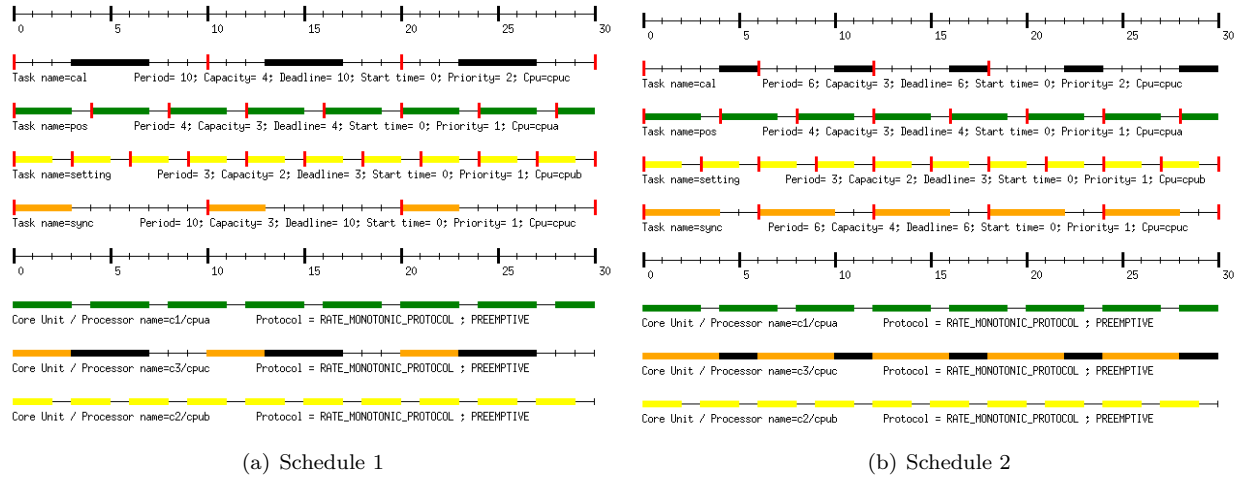 0 5 10 15 20 25 30
Task name=cal Period= 10; Capacity= 4; Deadline= 10; Start time= 0; Priority= 2; Cpu=cpuc
Task name=pos Period= 4; Capacity= 3; Deadline= 4; Start time= 0; Priority= 1; Cpu=cpua
Task name=setting Period= 3; Capacity= 2; Deadline= 3; Start time= 0; Priority= 1; Cpu=cpub
Task name=sync Period= 10; Capacity= 3; Deadline= 10; Start time= 0; Priority= 1; Cpu=cpuc
0 5 10 15 20 25 30
Core Unit / Processor name=c1/cpua Protocol = RATE_MONOTONIC_PROTOCOL ; PREEMPTIVE
Core Unit / Processor name=c3/cpuc Protocol = RATE_MONOTONIC_PROTOCOL ; PREEMPTIVE
Core Unit / Processor name=c2/cpub Protocol = RATE_MONOTONIC_PROTOCOL ; PREEMPTIVE
(a) Schedule 1
0 5 10 15 20 25 30
Task name=cal Period= 6; Capacity= 3; Deadline= 6; Start time= 0; Priority= 2; Cpu=cpuc
Task name=pos Period= 4; Capacity= 3; Deadline= 4; Start time= 0; Priority= 1; Cpu=cpua
Task name=setting Period= 3; Capacity= 2; Deadline= 3; Start time= 0; Priority= 1; Cpu=cpub
Task name=sync Period= 6; Capacity= 4; Deadline= 6; Start time= 0; Priority= 1; Cpu=cpuc
0 5 10 15 20 25 30
Core Unit / Processor name=c1/cpua Protocol = RATE_MONOTONIC_PROTOCOL ; PREEMPTIVE
Core Unit / Processor name=c3/cpuc Protocol = RATE_MONOTONIC_PROTOCOL ; PREEMPTIVE
Core Unit / Processor name=c2/cpub Protocol = RATE_MONOTONIC_PROTOCOL ; PREEMPTIVE
(b) Schedule 2